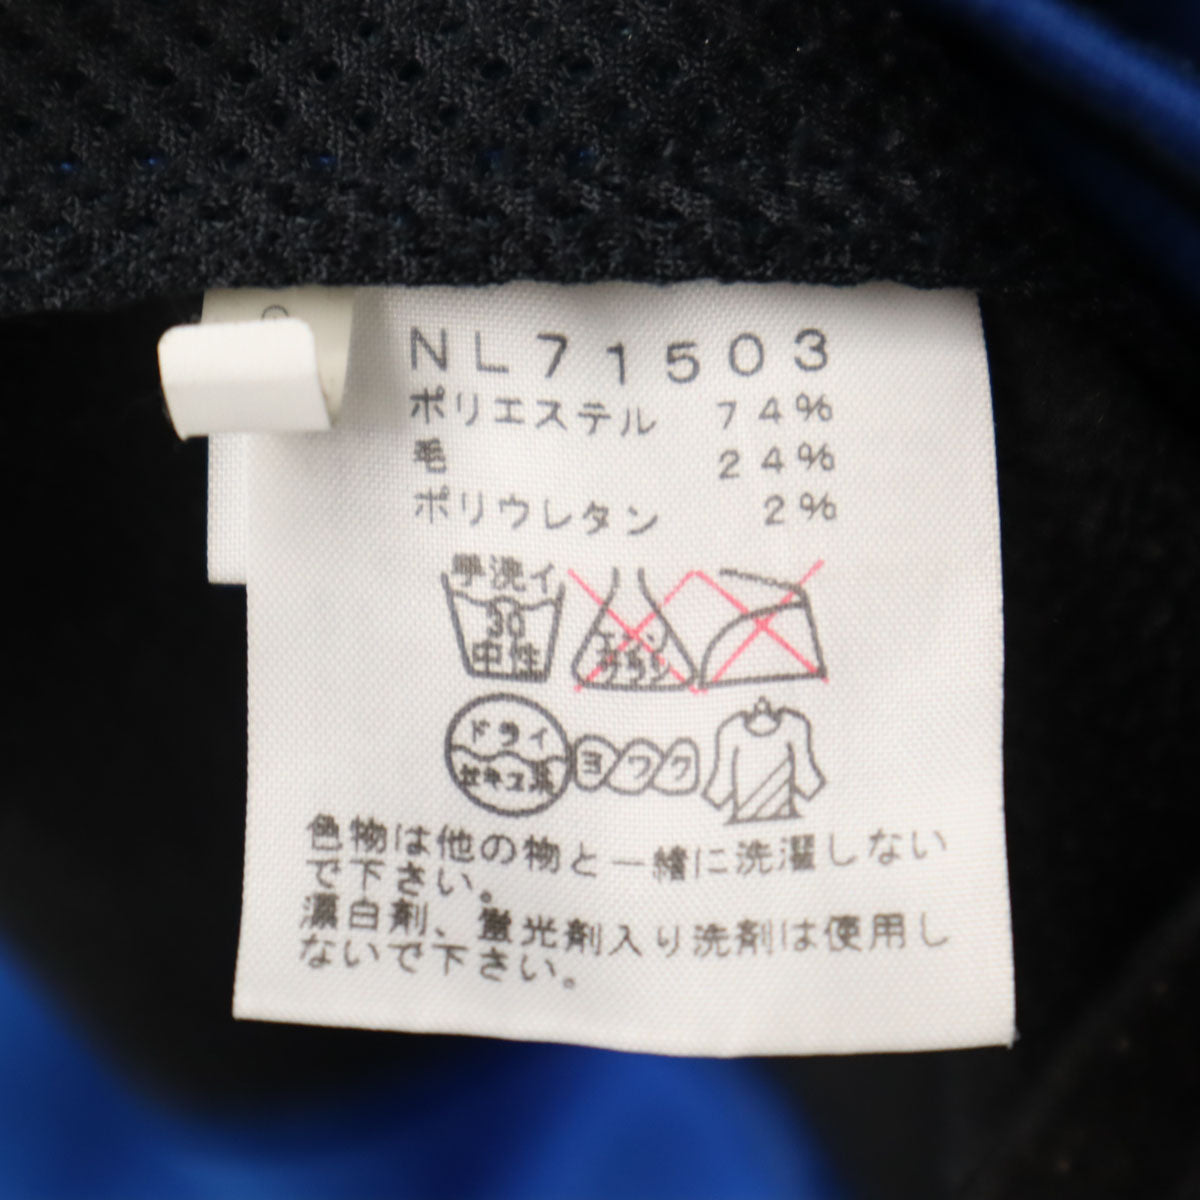 NL71503
ポリエステル 74%
毛 24%
ポリウレタン 2%
手洗イ
30
中性
エンソ
サラシ
ドライ
セキユ系
ヨワク
色物は他の物と一緒に洗濯しない
で下さい。
漂白剤、蛍光剤入り洗剤は使用し
ないで下さい。